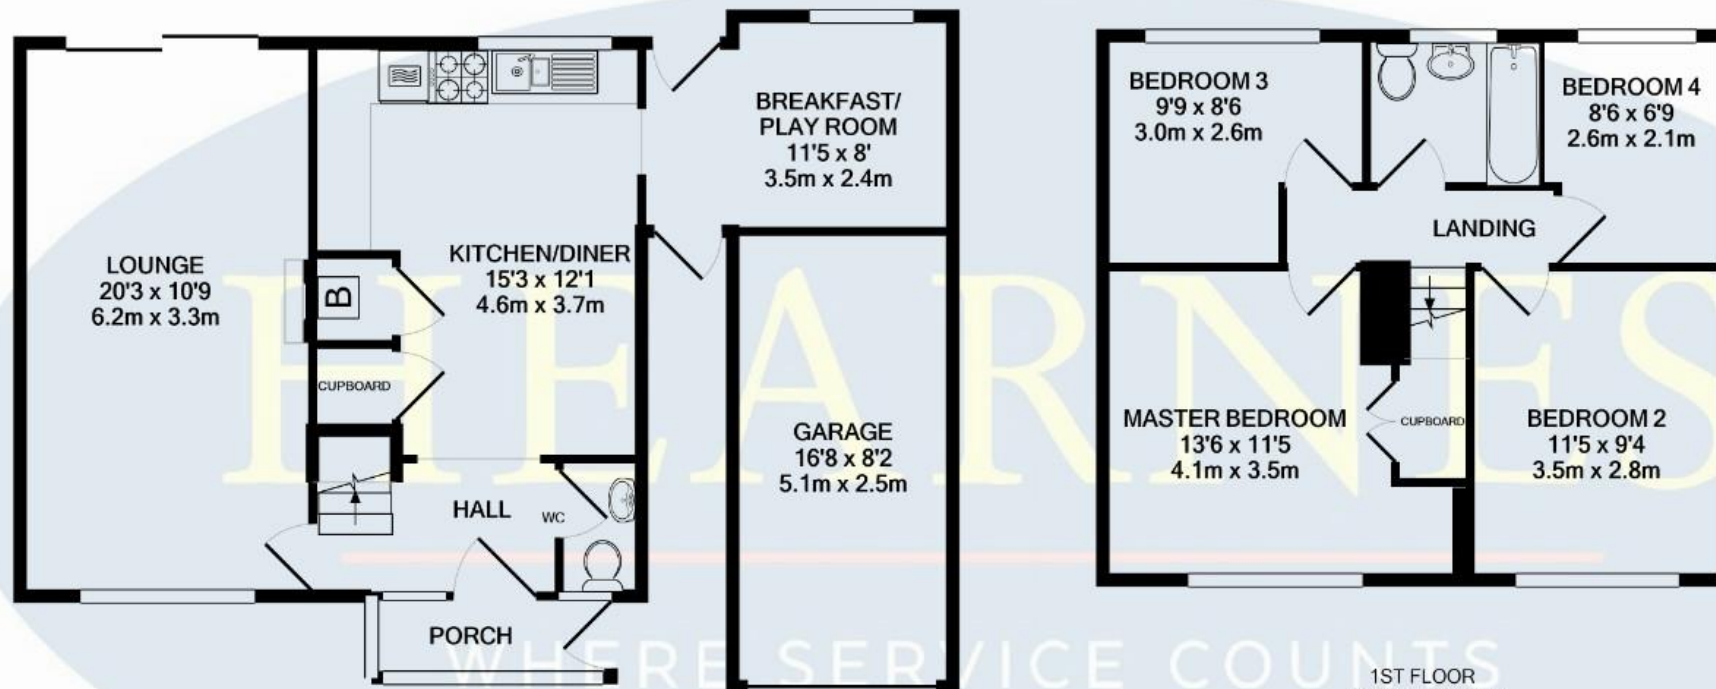 LOUNGE
20'3 x 10'9
6.2m x 3.3m
KITCHEN/DINER
15'3 x 12'1
4.6m x 3.7m
B
CUPBOARD
BREAKFAST/
PLAY ROOM
11'5 x 8'
3.5m x 2.4m
GARAGE
16'8 x 8'2
5.1m x 2.5m
HALL
WC
PORCH
BEDROOM 3
9'9 x 8'6
3.0m x 2.6m
BEDROOM 4
8'6 x 6'9
2.6m x 2.1m
LANDING
MASTER BEDROOM
13'6 x 11'5
4.1m x 3.5m
CUPBOARD
BEDROOM 2
11'5 x 9'4
3.5m x 2.8m
1ST FLOOR
HEARNES
WHERE SERVICE COUNTS